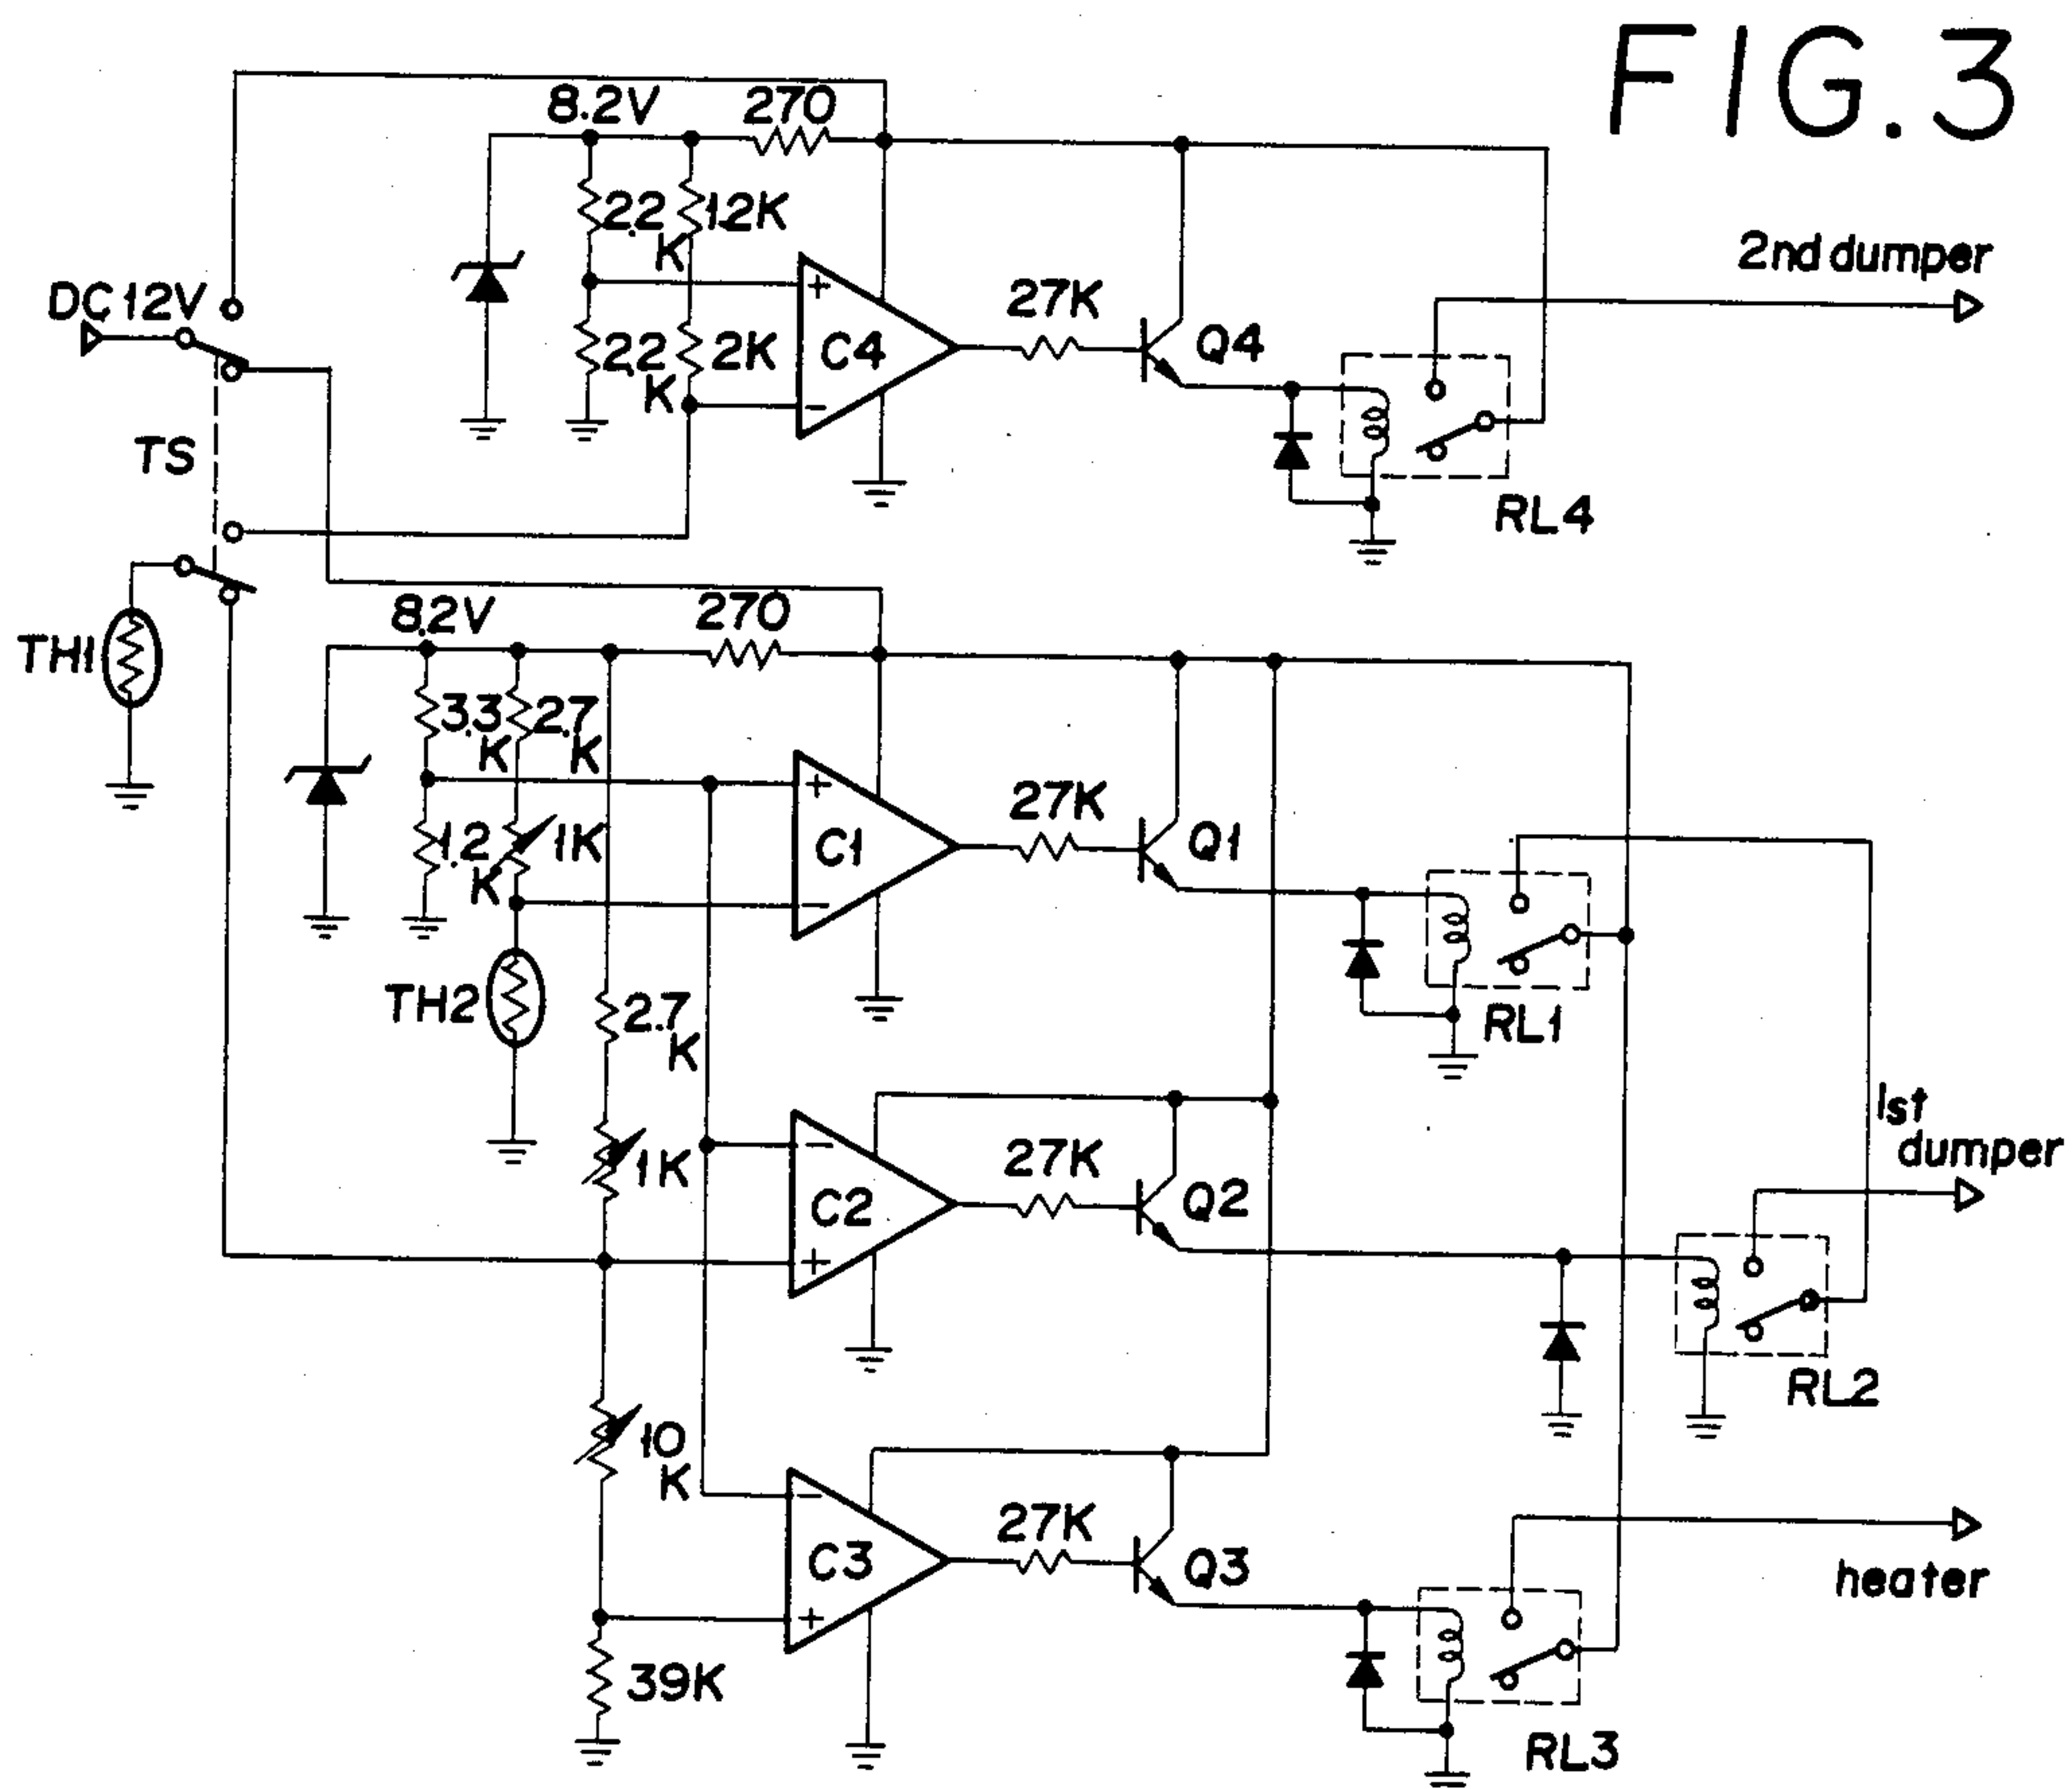 FIG. 3
8.2V
270
2.2
K
1.2K
2nd dumper
DC 12V
+
27K
C4
Q4
2.2
K
2K
-
TS
RL4
8.2V
270
TH1
3.3
K
2.7
K
+
27K
C1
Q1
1.2
K
1K
-
TH2
2.7
K
RL1
1st
dumper
1K
-
27K
C2
Q2
+
RL2
10
K
-
27K
C3
Q3
heater
+
39K
RL3